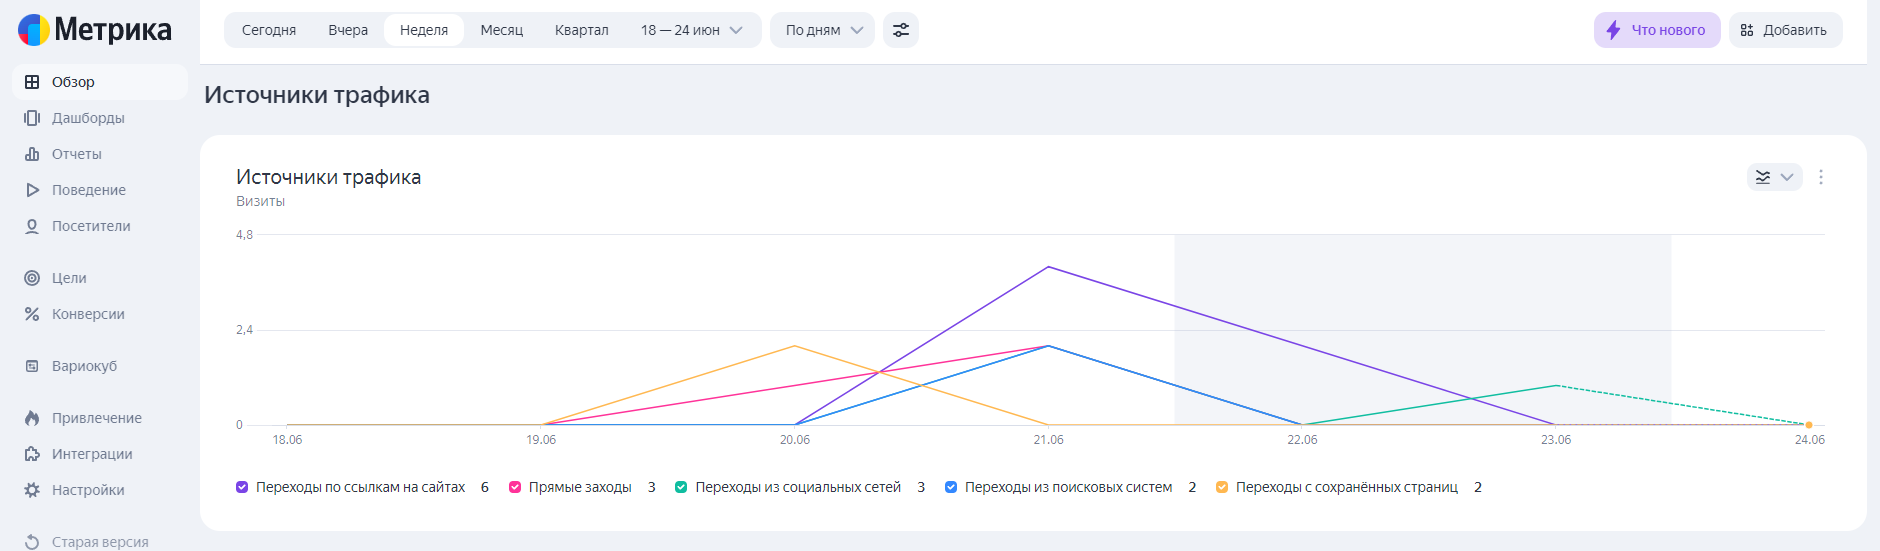 Метрика
Сегодня Вчера Неделя Месяц Квартал 18 — 24 июн По дням Что нового Добавить
Обзор
Дашборды
Отчеты
Поведение
Посетители
Цели
Конверсии
Вариокуб
Привлечение
Интеграции
Настройки
Старая версия
Источники трафика
Источники трафика
Визиты
4,8
2,4
0
18.06 19.06 20.06 21.06 22.06 23.06 24.06
Переходы по ссылкам на сайтах 6 Прямые заходы 3 Переходы из социальных сетей 3 Переходы из поисковых систем 2 Переходы с сохранённых страниц 2